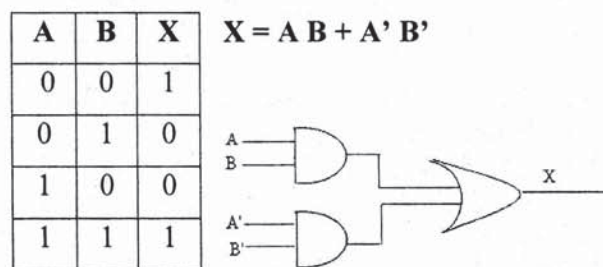 A B X
0 0 1
0 1 0
1 0 0
1 1 1
X = A B + A’ B’
A
B
A'
B'
X